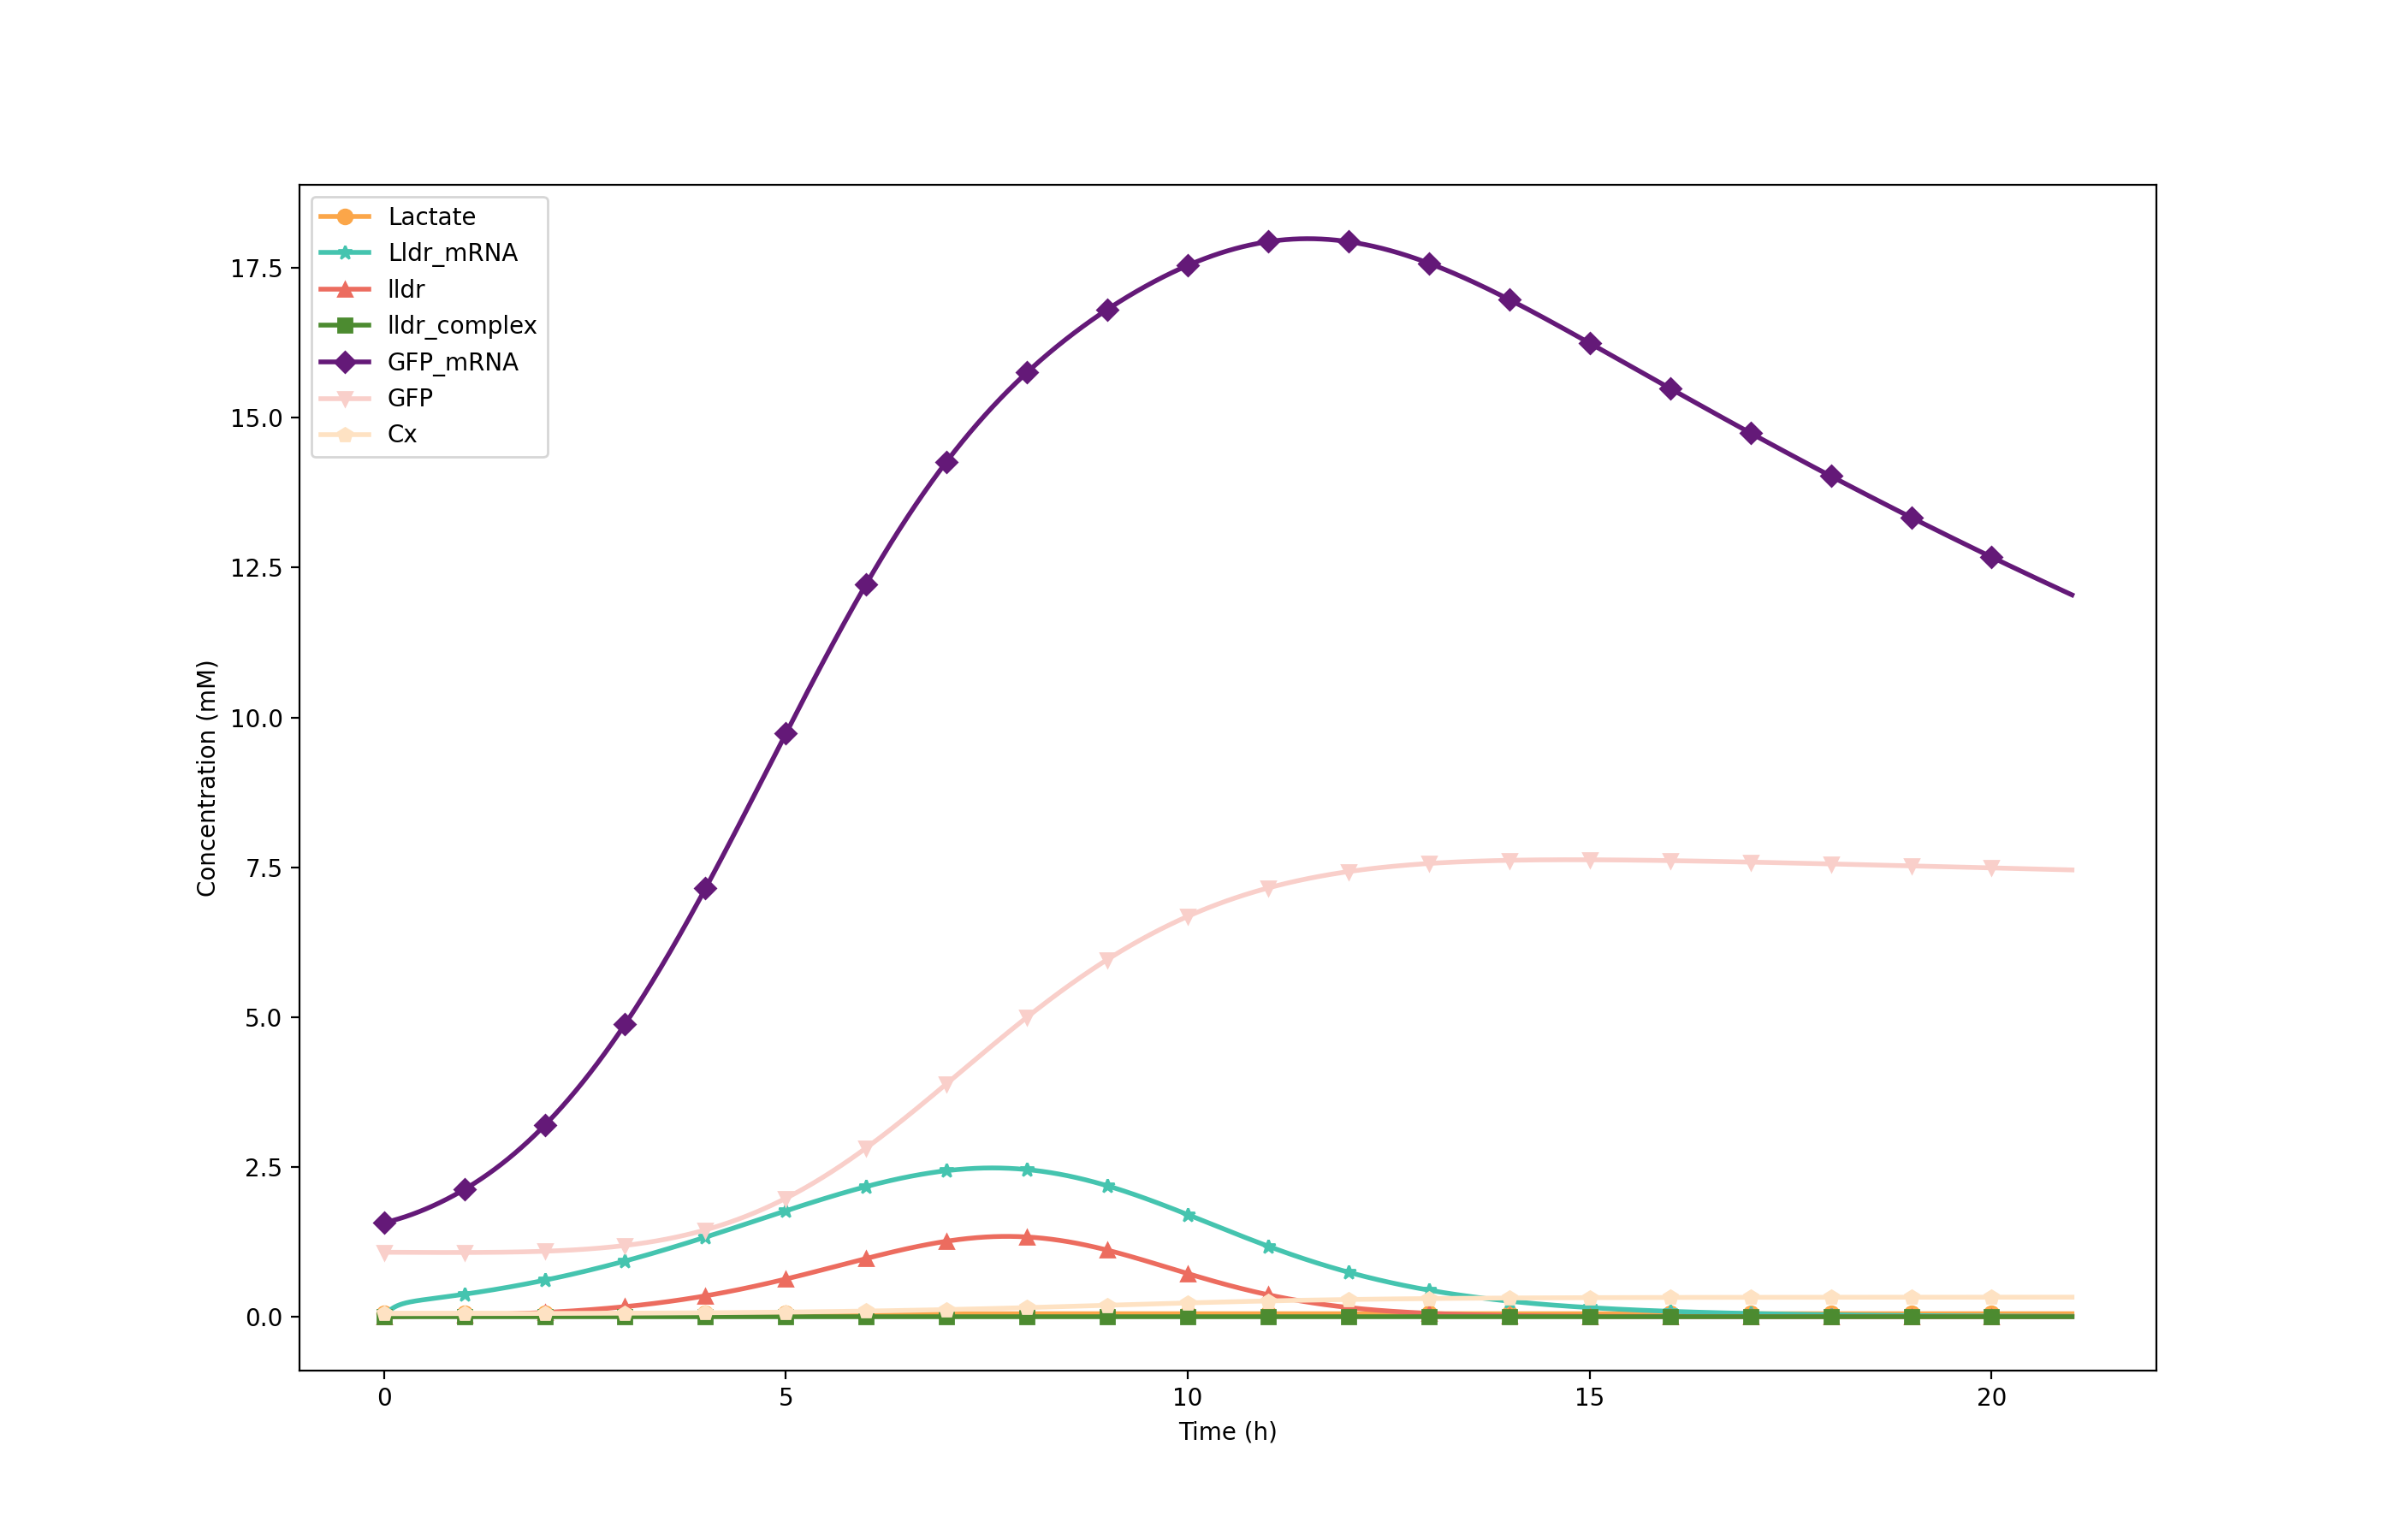 Lactate
Lldr_mRNA
lldr
lldr_complex
GFP_mRNA
GFP
Cx
17.5
15.0
12.5
10.0
7.5
5.0
2.5
0.0
Concentration (mM)
0 5 10 15 20
Time (h)